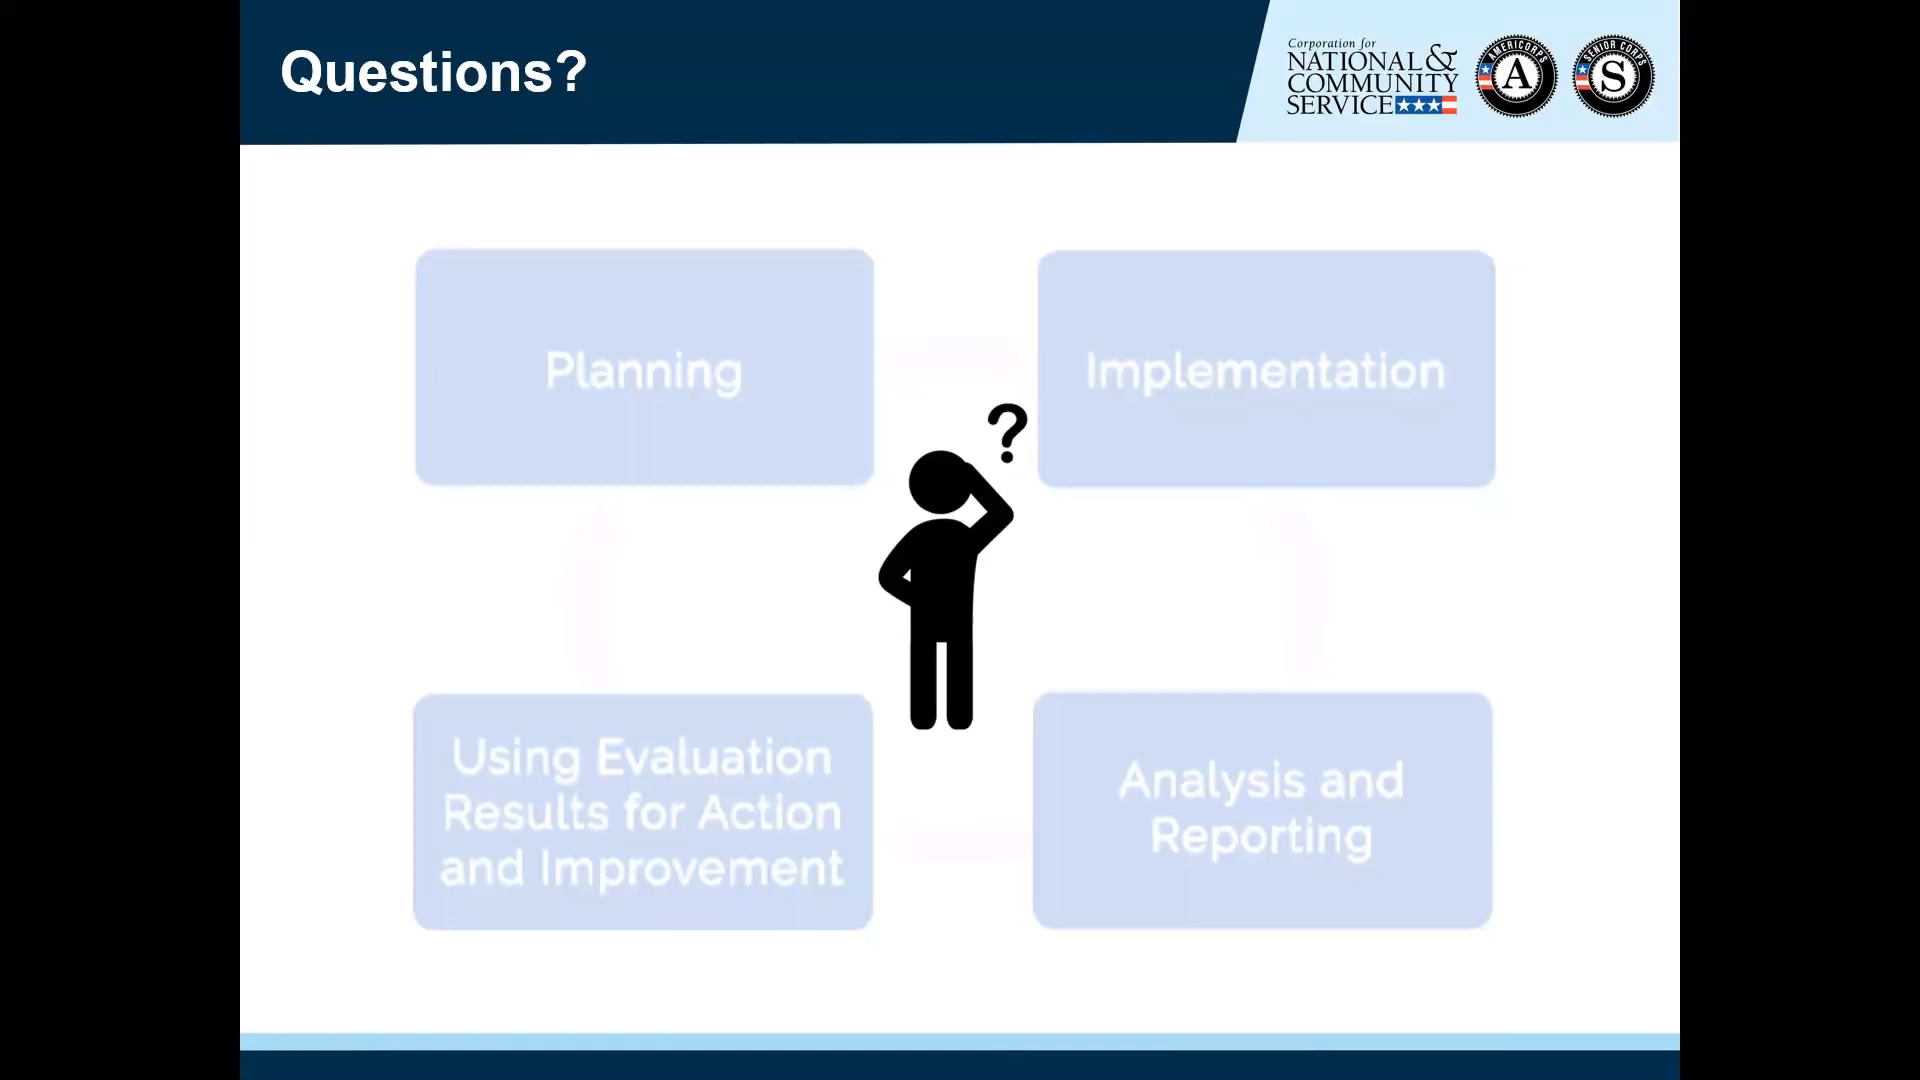 Questions?
Corporation for
NATIONAL &
COMMUNITY
SERVICE
AMERICORPS
A
SENIOR CORPS
S
Planning
Implementation
?
Using Evaluation
Results for Action
and Improvement
Analysis and
Reporting